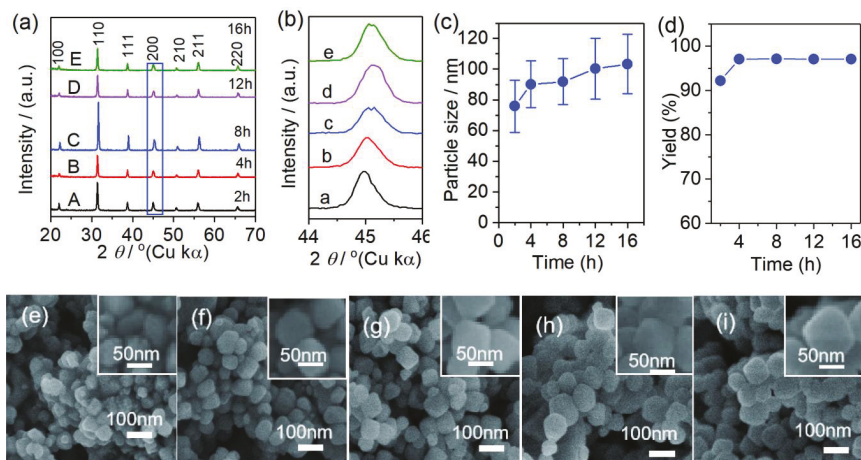 (a)
Intensity / (a.u.)
100
110
111
200
210
211
220
16h
E
12h
D
8h
C
4h
B
2h
A
20 30 40 50 60 70
2 θ / °(Cu kα)
(b)
Intensity / (a.u.)
e
d
c
b
a
44 45 46
2 θ / °(Cu kα)
(c)
Particle size / nm
140
120
100
80
60
40
20
0
0 4 8 12 16
Time (h)
(d)
Yield (%)
100
95
90
60
0 4 8 12 16
Time (h)
(e)
50nm
100nm
(f)
50nm
100nm
(g)
50nm
100nm
(h)
50nm
100nm
(i)
50nm
100nm